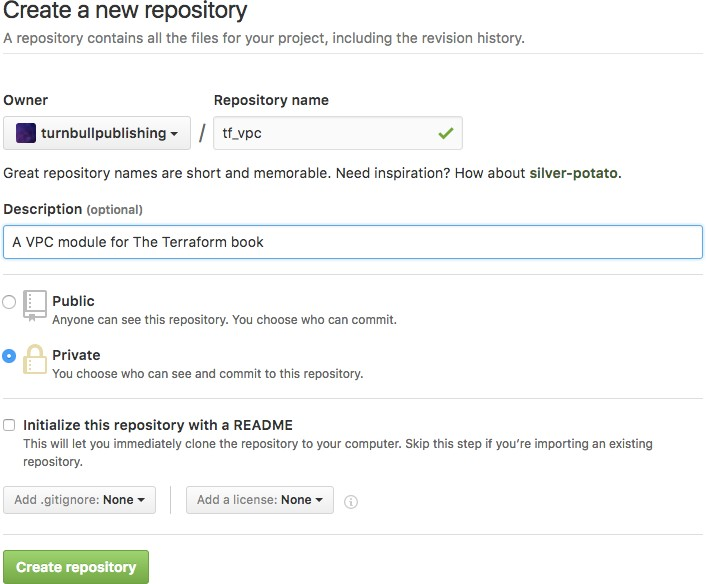 Create a new repository
A repository contains all the files for your project, including the revision history.
Owner Repository name
turnbullpublishing / tf_vpc
Great repository names are short and memorable. Need inspiration? How about silver-potato.
Description (optional)
A VPC module for The Terraform book
Public
Anyone can see this repository. You choose who can commit.
Private
You choose who can see and commit to this repository.
Initialize this repository with a README
This will let you immediately clone the repository to your computer. Skip this step if you’re importing an existing
repository.
Add .gitignore: None Add a license: None
Create repository